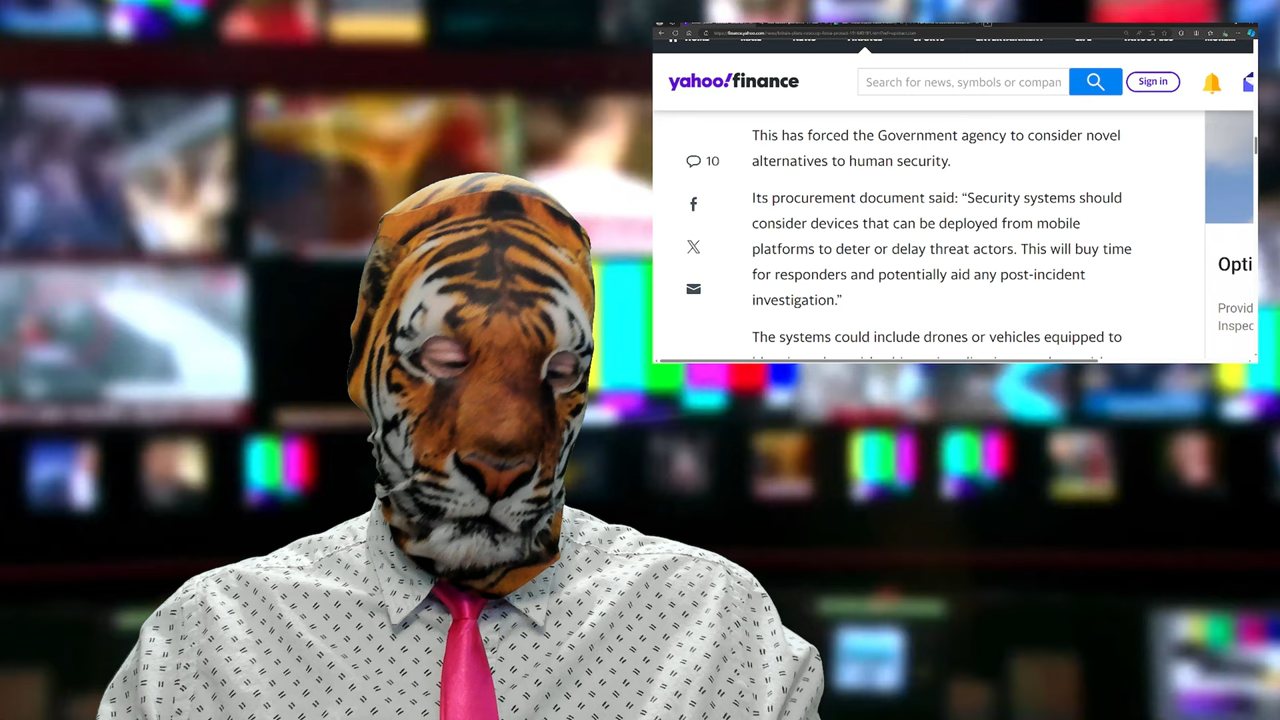 yahoo!finance
Search for news, symbols or compan
Sign in
This has forced the Government agency to consider novel
alternatives to human security.
10
Its procurement document said: “Security systems should
consider devices that can be deployed from mobile
platforms to deter or delay threat actors. This will buy time
for responders and potentially aid any post-incident
investigation.”
The systems could include drones or vehicles equipped to
Opti
Provid
Inspec